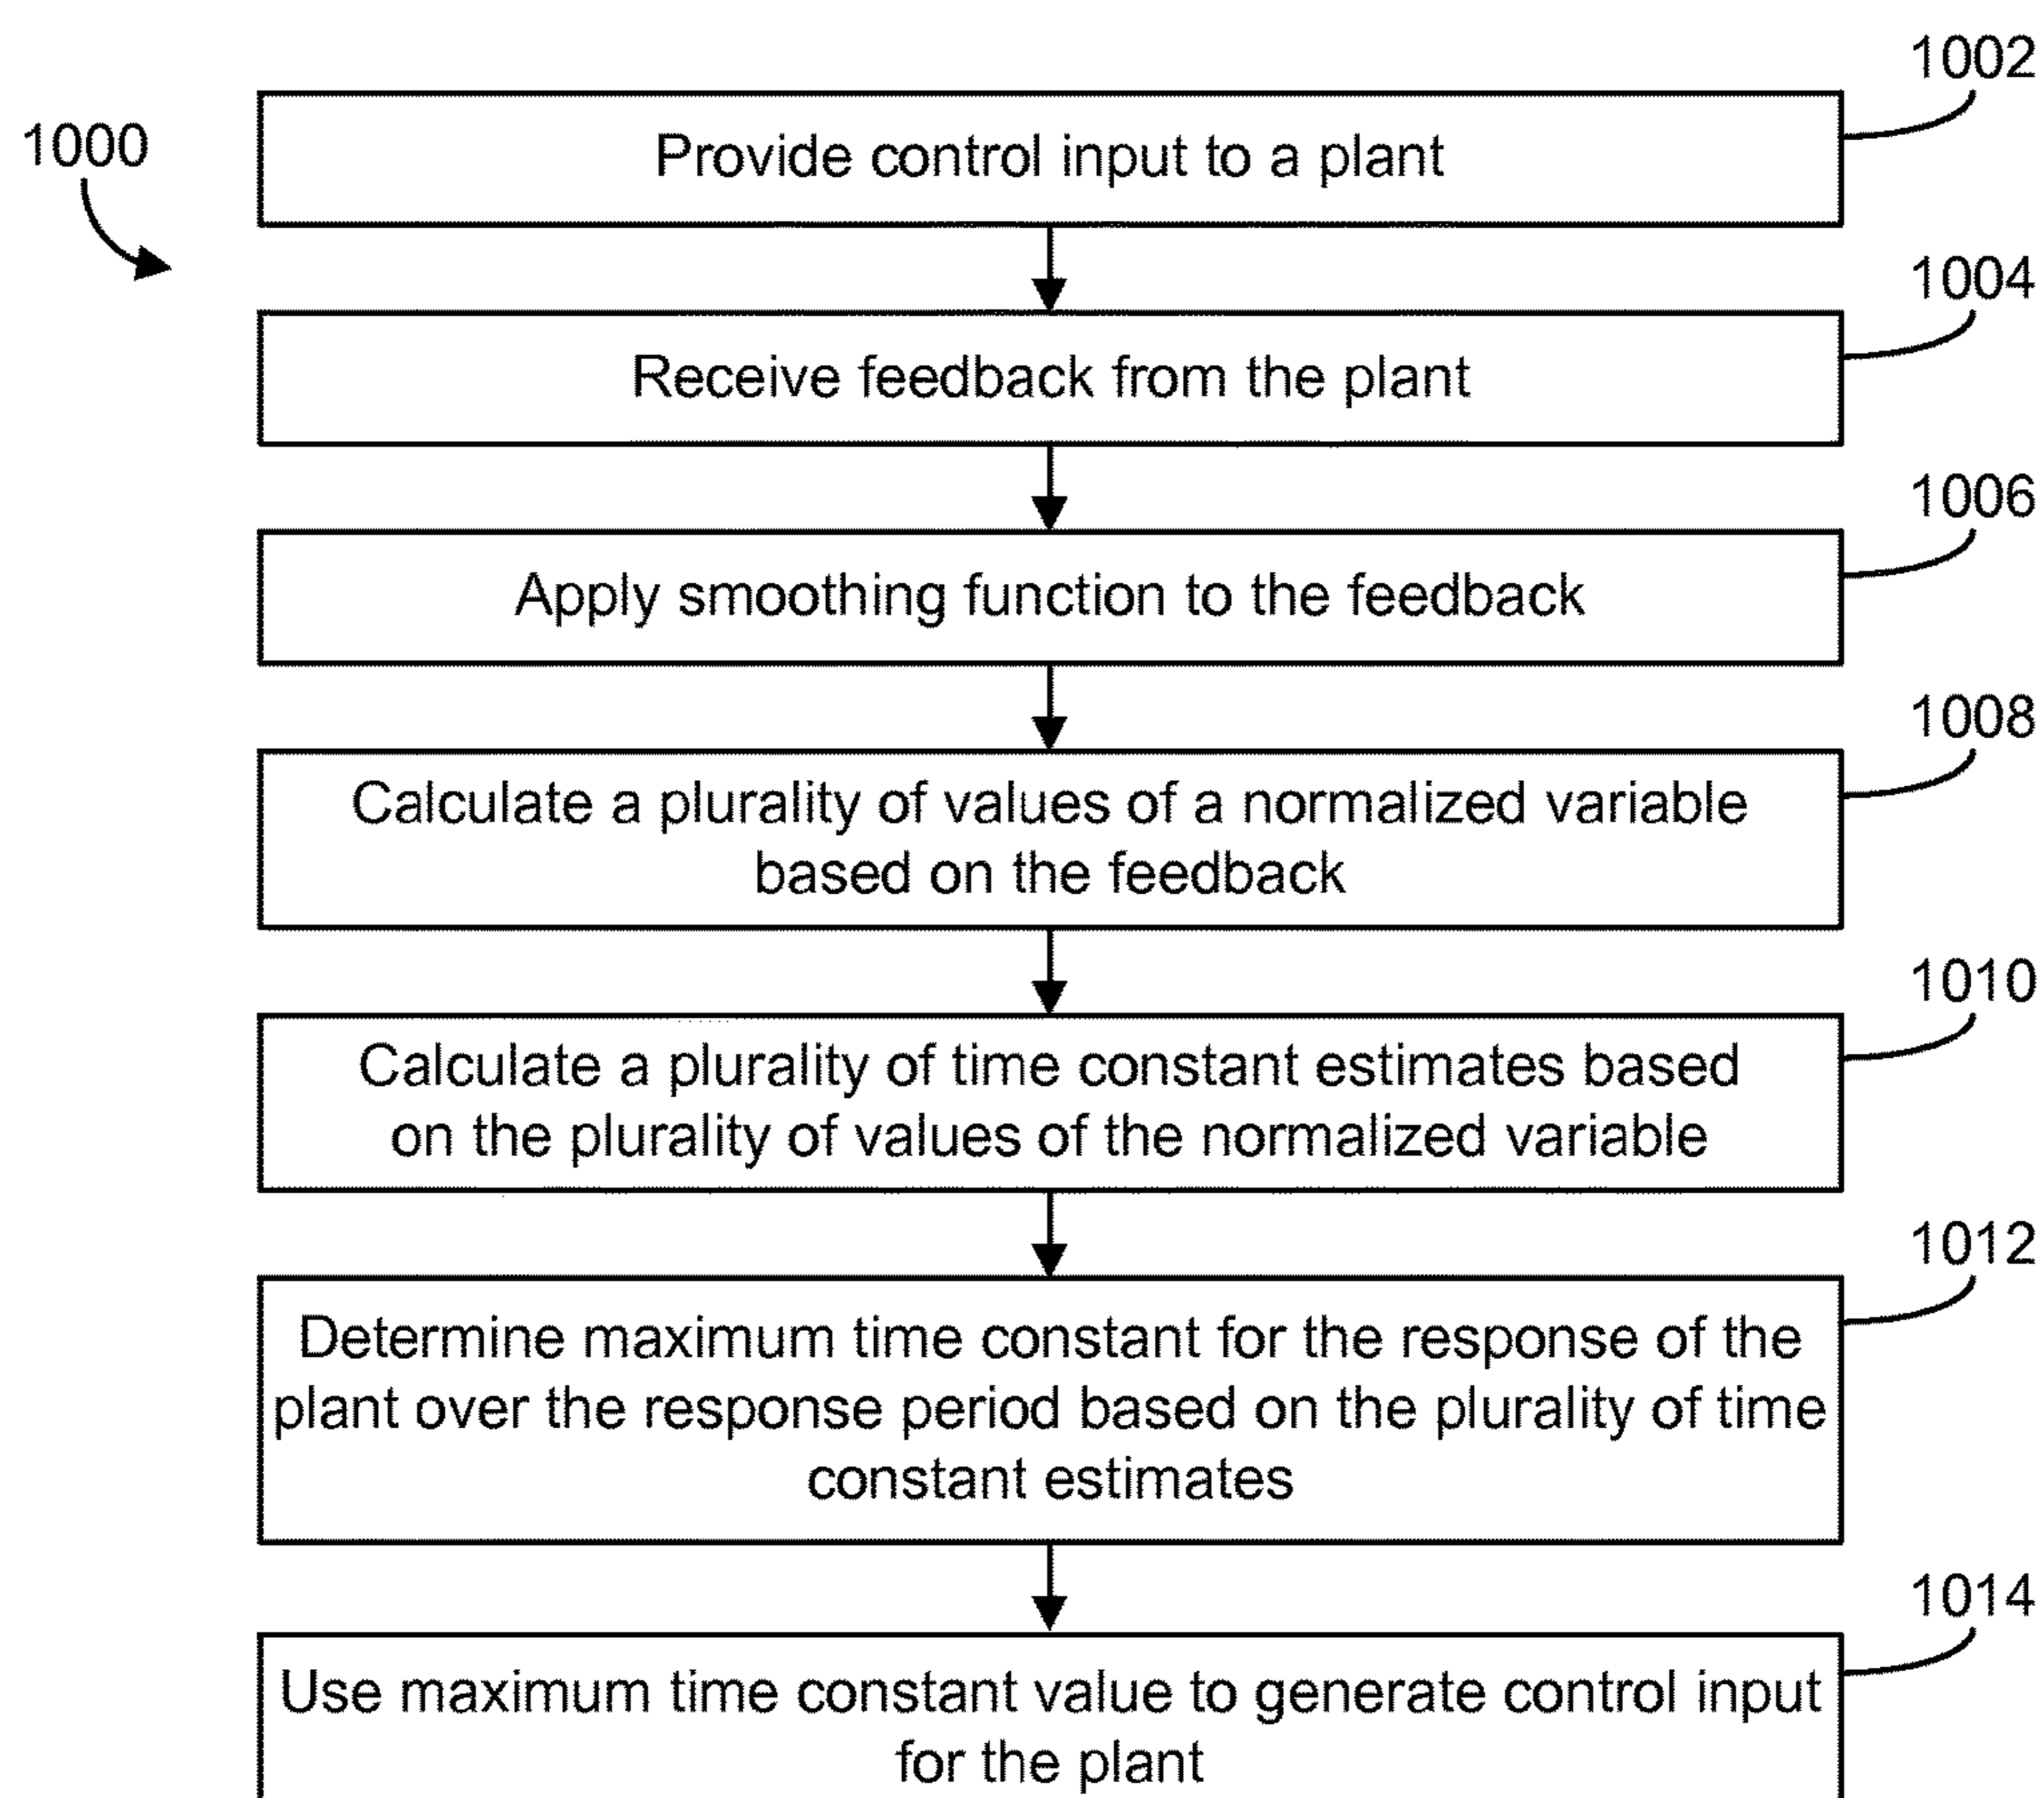 1002
1000
Provide control input to a plant
1004
Receive feedback from the plant
1006
Apply smoothing function to the feedback
1008
Calculate a plurality of values of a normalized variable
based on the feedback
1010
Calculate a plurality of time constant estimates based
on the plurality of values of the normalized variable
1012
Determine maximum time constant for the response of the
plant over the response period based on the plurality of time
constant estimates
1014
Use maximum time constant value to generate control input
for the plant